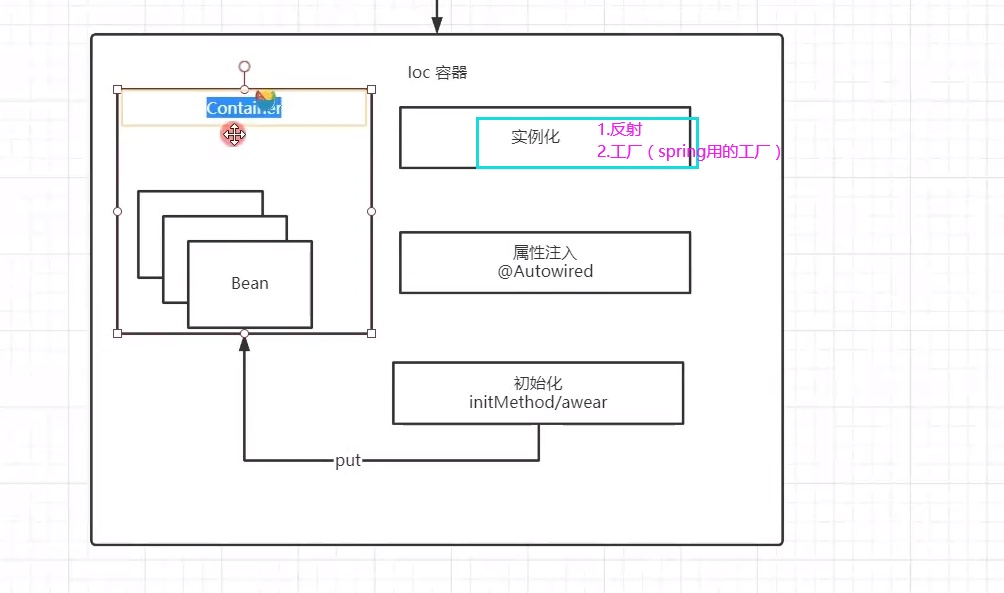 Ioc 容器
Container
实例化
1.反射
2.工厂（spring用的工厂）
属性注入
@Autowired
Bean
初始化
initMethod/awear
put